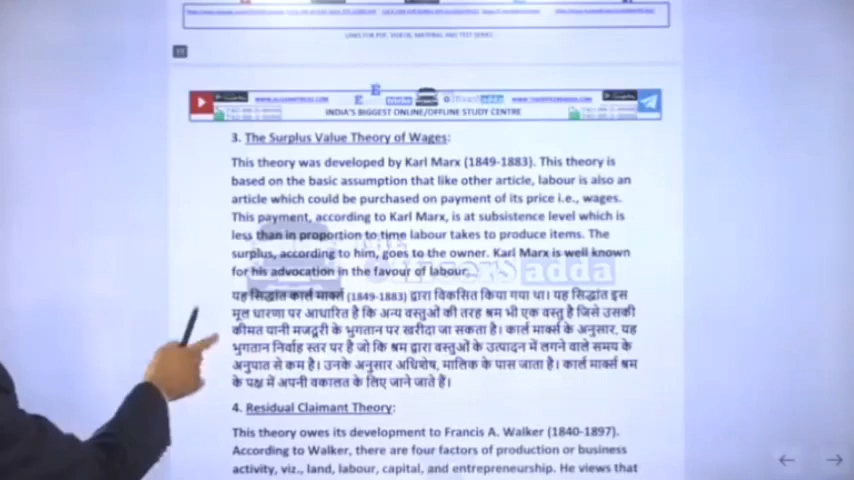 LINKS FOR PDF, VIDEOS, MATERIAL AND TEST SERIES.
17
INDIA'S BIGGEST ONLINE/OFFLINE STUDY CENTRE
3. The Surplus Value Theory of Wages:
This theory was developed by Karl Marx (1849-1883). This theory is
based on the basic assumption that like other article, labour is also an
article which could be purchased on payment of its price i.e., wages.
This payment, according to Karl Marx, is at subsistence level which is
less than in proportion to time labour takes to produce items. The
surplus, according to him, goes to the owner. Karl Marx is well known
for his advocation in the favour of labour.
यह सिद्धांत कार्ल मार्क्स (1849-1883) द्वारा विकसित किया गया था। यह सिद्धांत इस
मूल धारणा पर आधारित है कि अन्य वस्तुओं की तरह श्रम भी एक वस्तु है जिसे उसकी
कीमत यानी मजदूरी के भुगतान पर खरीदा जा सकता है। कार्ल मार्क्स के अनुसार, यह
भुगतान निर्वाह स्तर पर है जो कि श्रम द्वारा वस्तुओं के उत्पादन में लगने वाले समय के
अनुपात से कम है। उनके अनुसार अधिशेष, मालिक के पास जाता है। कार्ल मार्क्स श्रम
के पक्ष में अपनी वकालत के लिए जाने जाते हैं।
4. Residual Claimant Theory:
This theory owes its development to Francis A. Walker (1840-1897).
According to Walker, there are four factors of production or business
activity, viz., land, labour, capital, and entrepreneurship. He views that